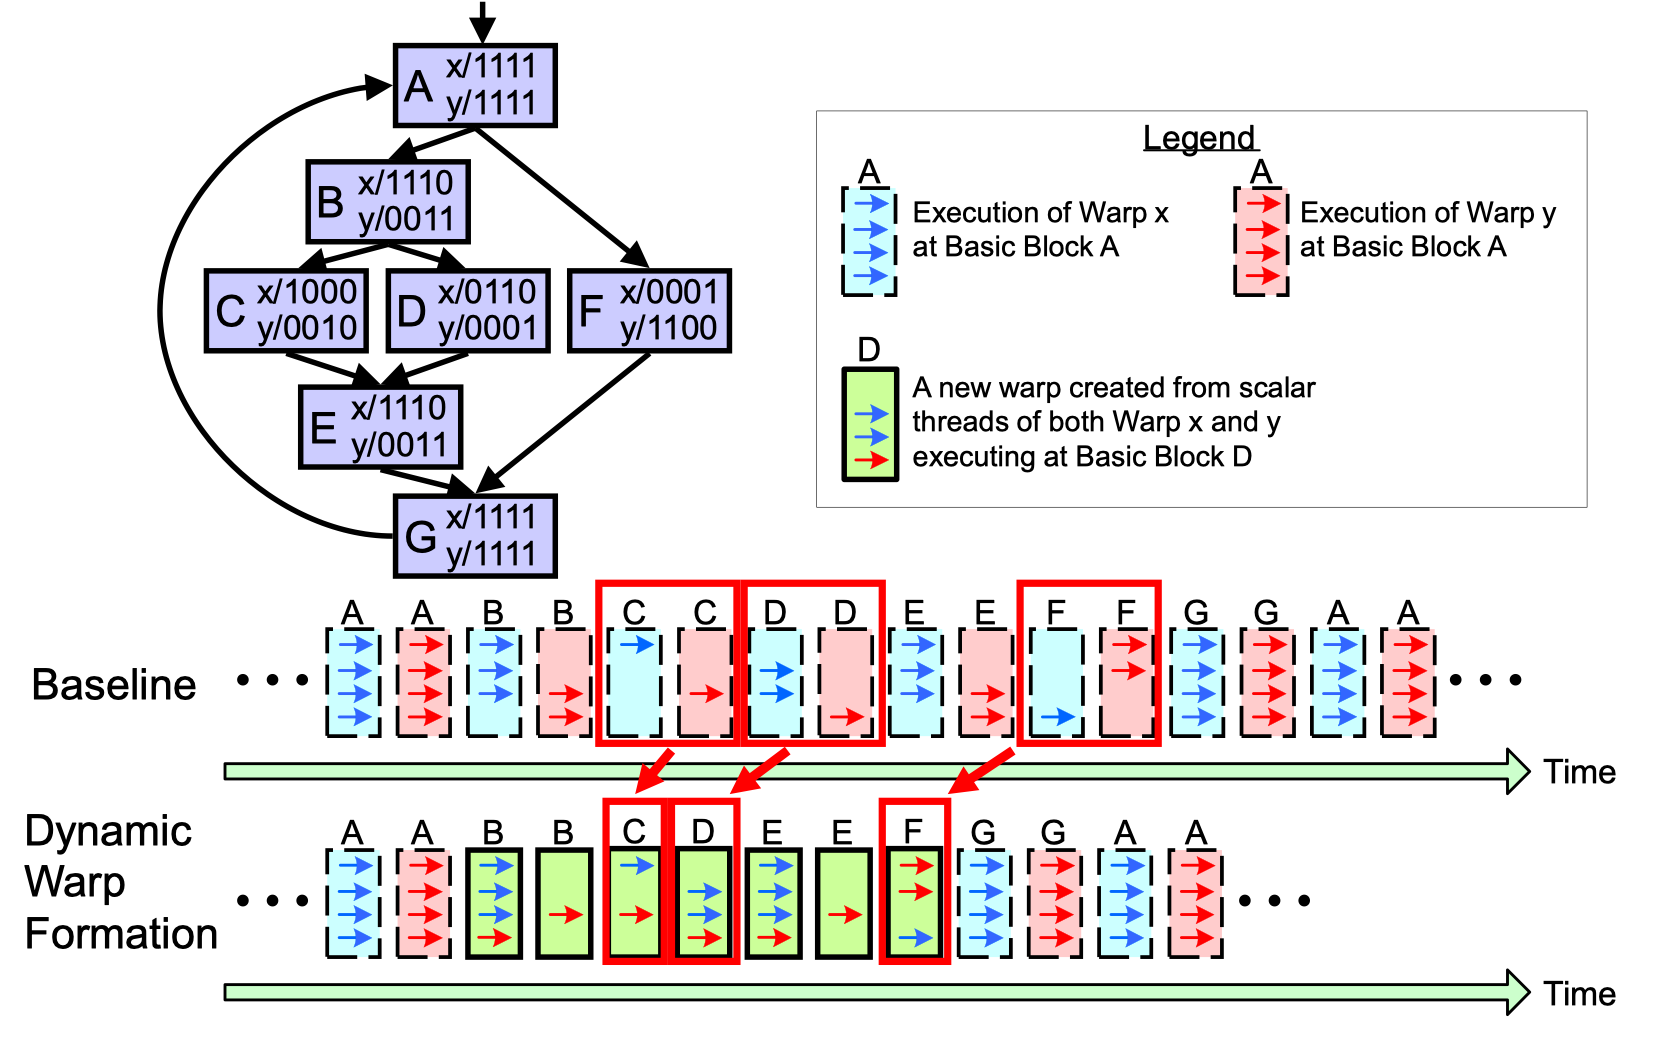 A x/1111
y/1111
B x/1110
y/0011
C x/1000
y/0010
D x/0110
y/0001
F x/0001
y/1100
E x/1110
y/0011
G x/1111
y/1111
Legend
A
Execution of Warp x
at Basic Block A
A
Execution of Warp y
at Basic Block A
D
A new warp created from scalar
threads of both Warp x and y
executing at Basic Block D
A A B B C C D D E E F F G G A A
Baseline
Time
A A B B C D E E F G G A A
Dynamic
Warp
Formation
Time